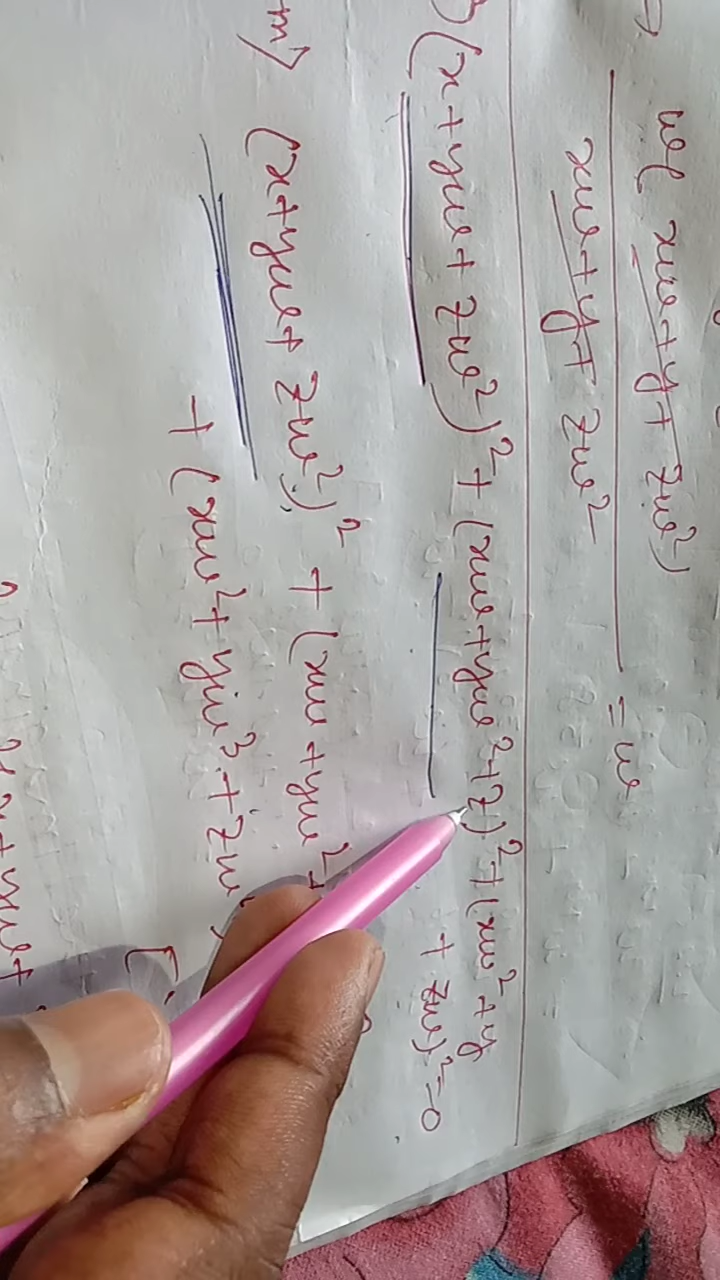 ω(xω+y+zω²)
xω+y+zω² = ω
(x+yω+zω²)²+(xω+yω²+z)²+(xω²+y
+zω)²=0
(x+yω+zω²)² + (xω+yω²
+(xω²+yω³+zω